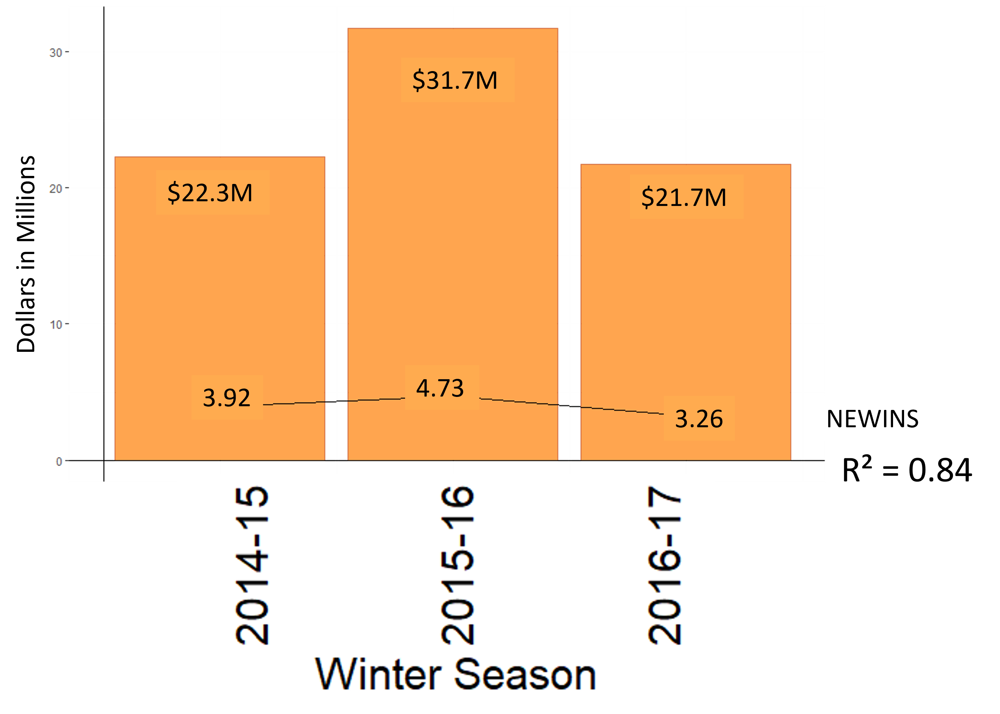 Dollars in Millions
30
20
10
0
$22.3M
$31.7M
$21.7M
3.92
4.73
3.26
NEWINS
R² = 0.84
2014-15
2015-16
2016-17
Winter Season